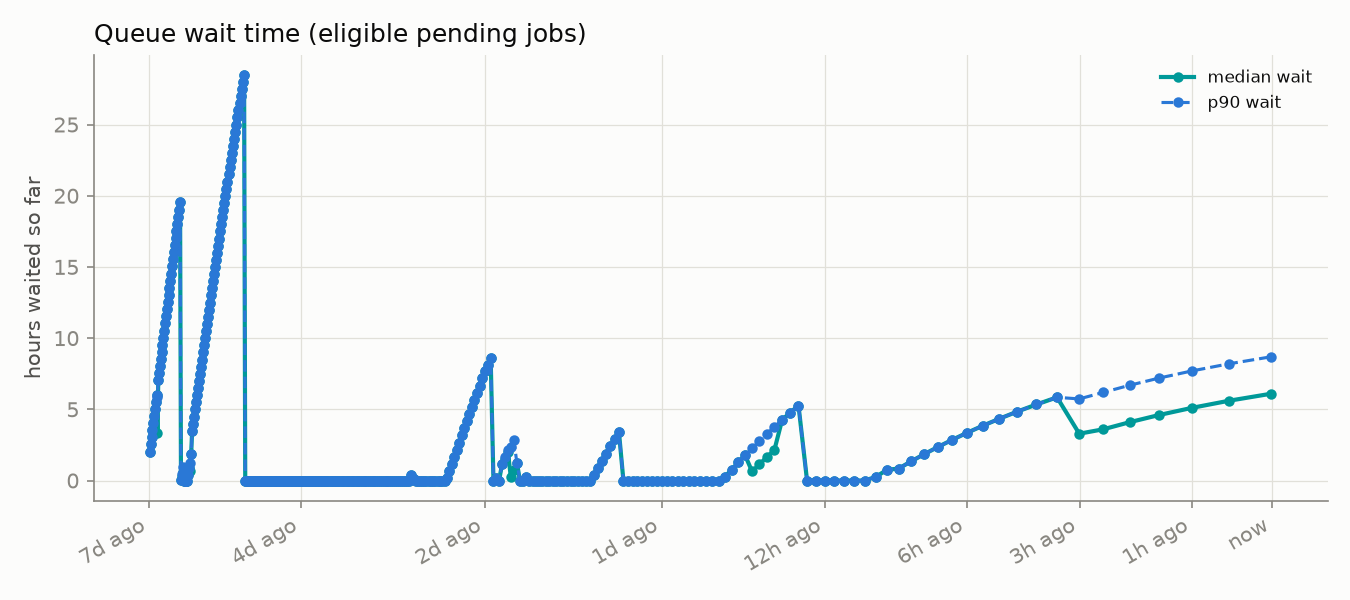 Queue wait time (eligible pending jobs)
median wait
p90 wait
hours waited so far
25
20
15
10
5
0
7d ago
4d ago
2d ago
1d ago
12h ago
6h ago
3h ago
1h ago
now